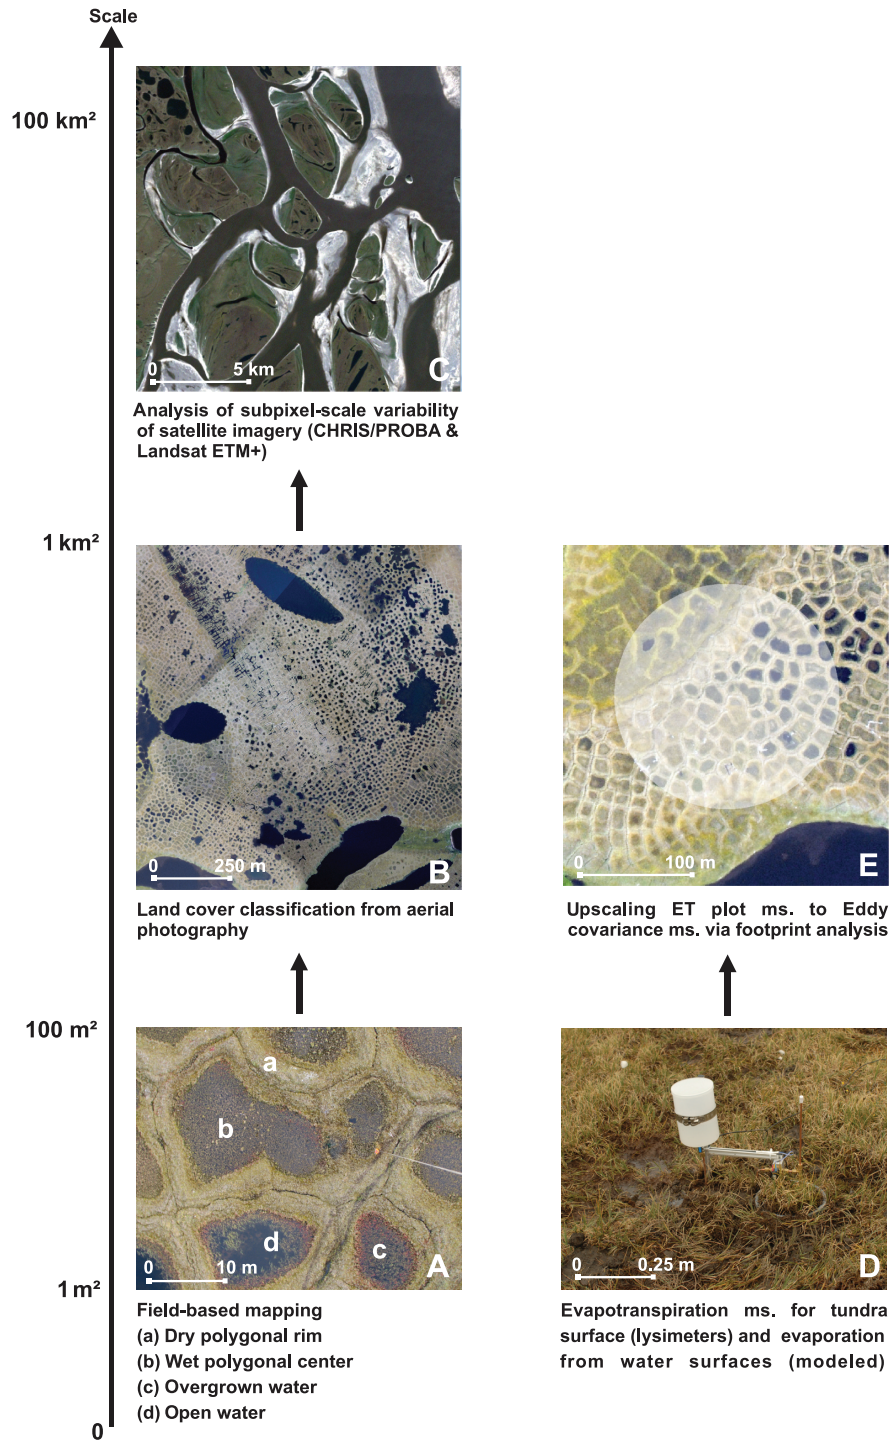 Scale
100 km²
C
0 5 km
Analysis of subpixel-scale variability
of satellite imagery (CHRIS/PROBA &
Landsat ETM+)
1 km²
B
0 250 m
Land cover classification from aerial
photography
E
0 100 m
Upscaling ET plot ms. to Eddy
covariance ms. via footprint analysis
100 m²
a
b
d
c
A
0 10 m
1 m²
Field-based mapping
(a) Dry polygonal rim
(b) Wet polygonal center
(c) Overgrown water
(d) Open water
D
0 0.25 m
Evapotranspiration ms. for tundra
surface (lysimeters) and evaporation
from water surfaces (modeled)
0